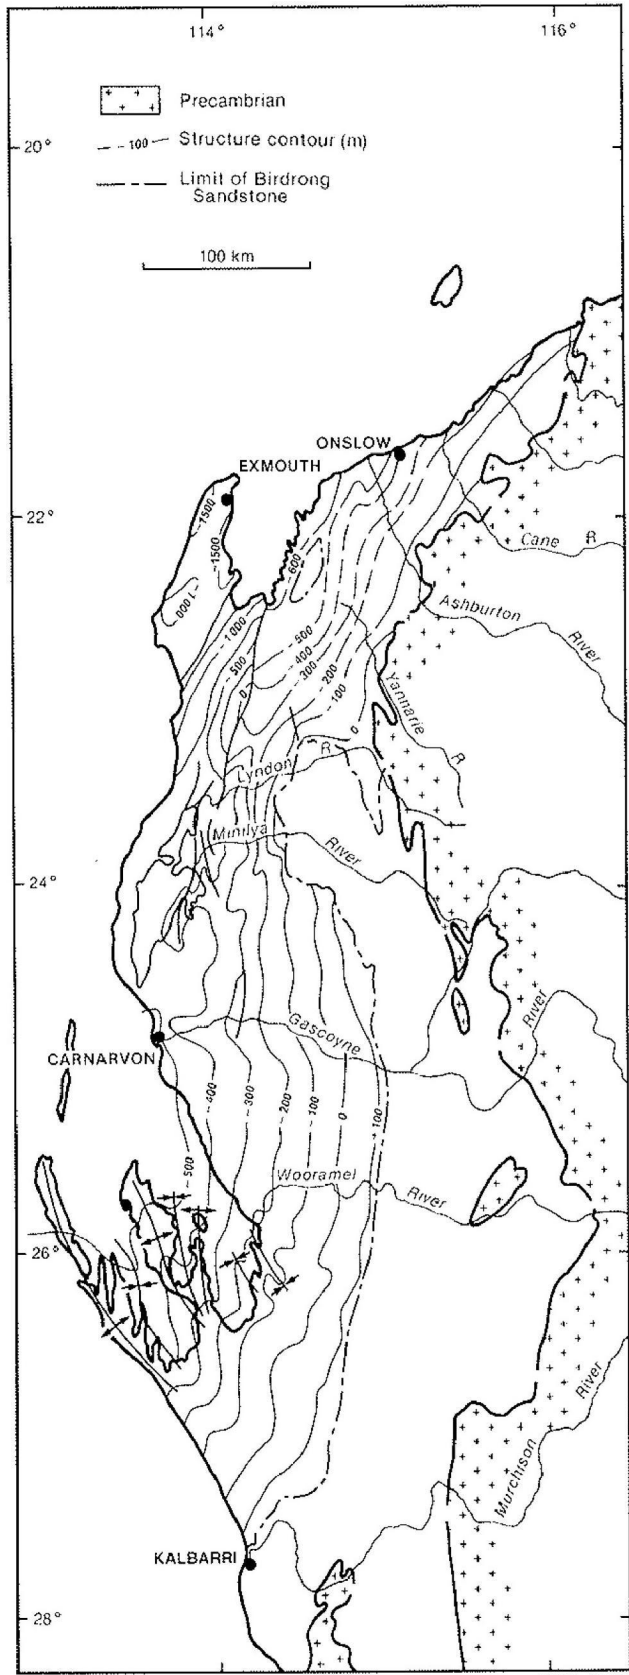 114°
116°
Precambrian
-100
Structure contour (m)
Limit of Birdrong
Sandstone
20°
100 km
ONSLOW
EXMOUTH
22°
-1500
-1500
-600
Cane R
Ashburton
River
-1000
-500
0
-500
-400
-300
-200
-100
0
Yannarie
R
Lyndon R
Minilya
River
24°
Gascoyne
River
CARNARVON
-400
-300
-200
-100
0
100
-500
Wooramel
River
26°
Murchison
River
KALBARRI
28°